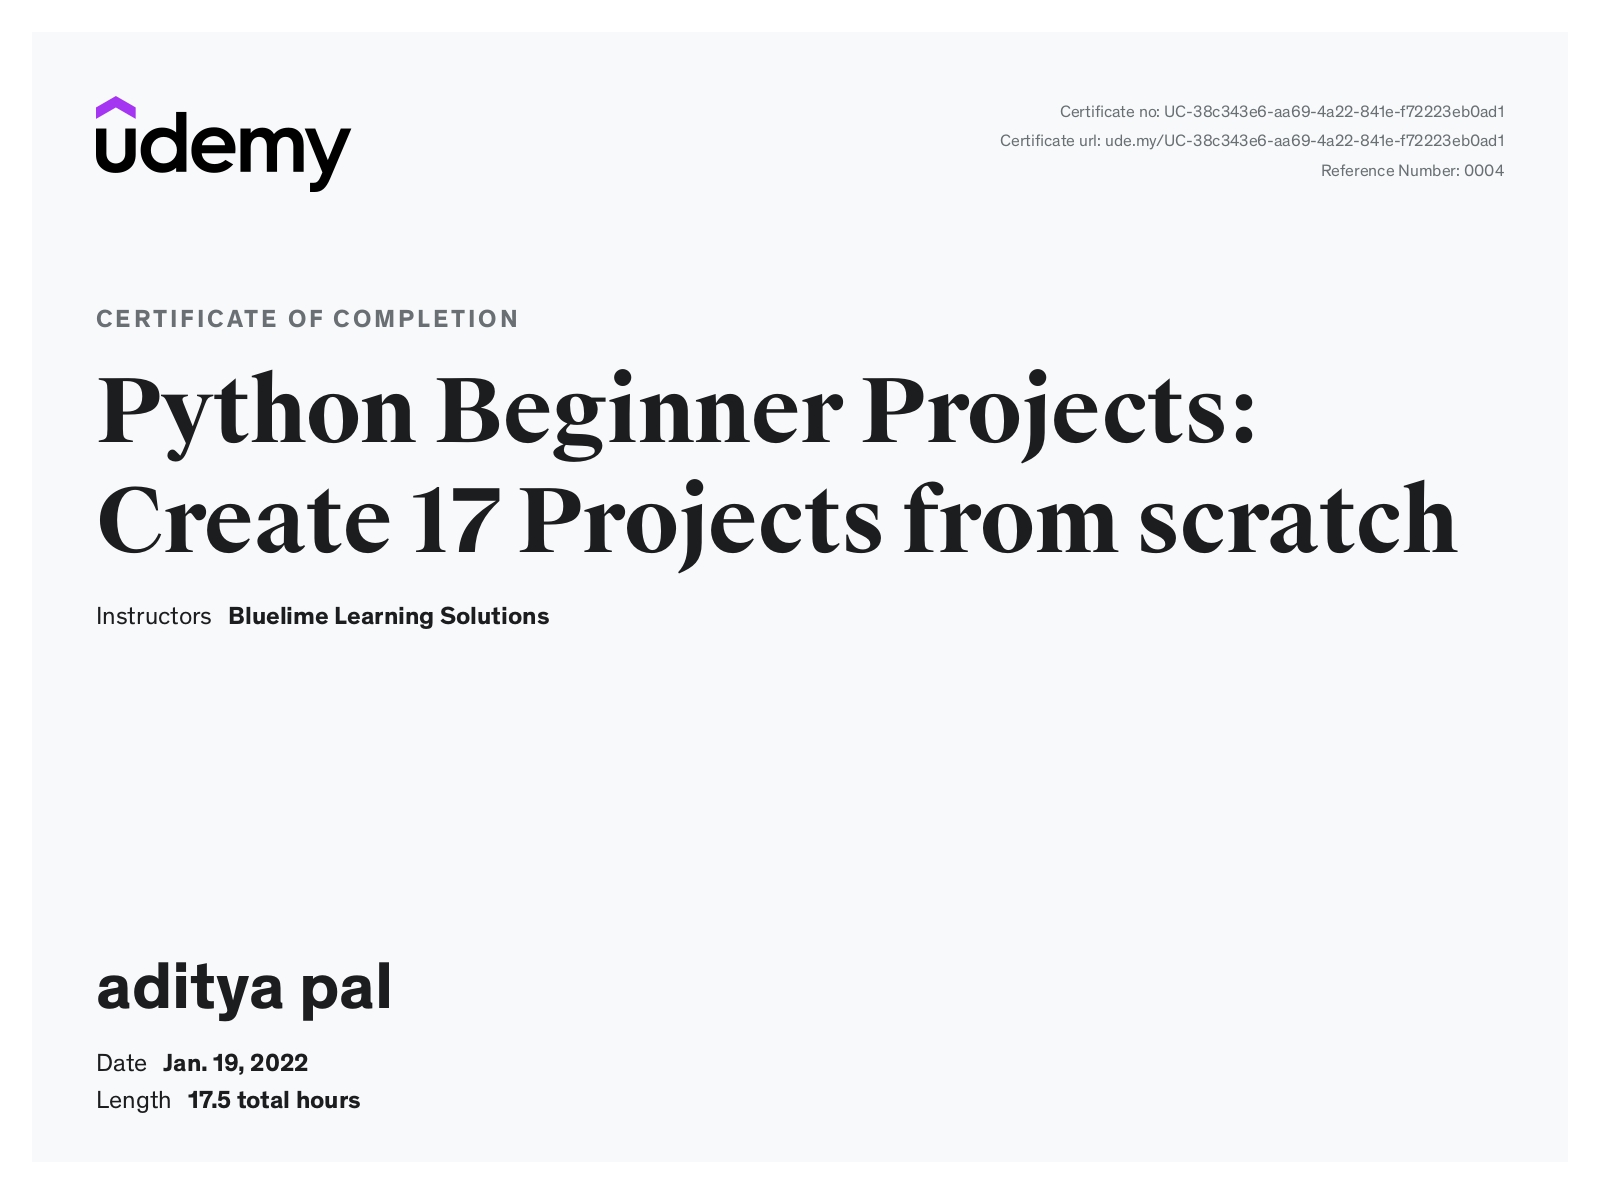 udemy
Certificate no: UC-38c343e6-aa69-4a22-841e-f72223eb0ad1
Certificate url: ude.my/UC-38c343e6-aa69-4a22-841e-f72223eb0ad1
Reference Number: 0004
CERTIFICATE OF COMPLETION
Python Beginner Projects:
Create 17 Projects from scratch
Instructors Bluelime Learning Solutions
aditya pal
Date Jan. 19, 2022
Length 17.5 total hours